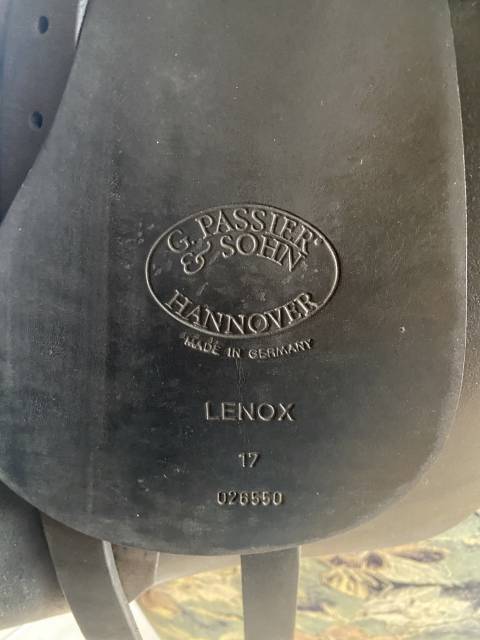 G. PASSIER
& SOHN
HANNOVER
MADE IN GERMANY
LENOX
17
026550